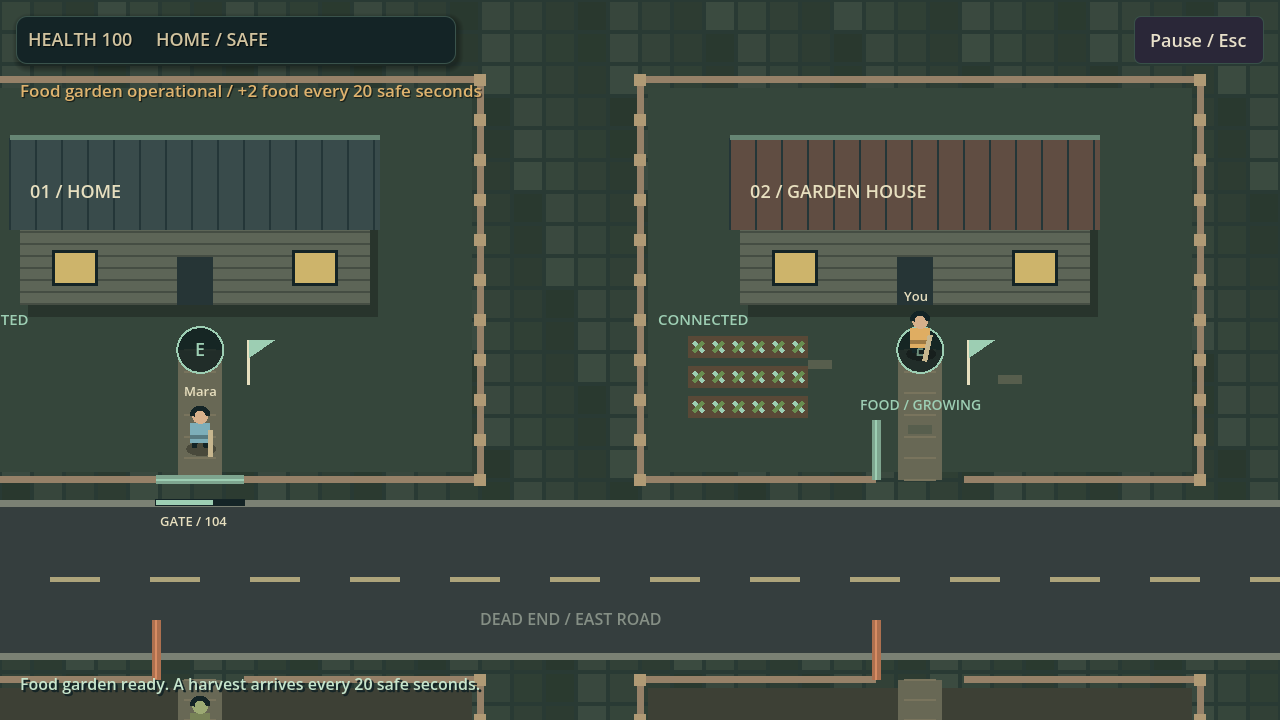 HEALTH 100 HOME / SAFE
Pause / Esc
Food garden operational / +2 food every 20 safe seconds
01 / HOME
02 / GARDEN HOUSE
You
TED
CONNECTED
E
E
Mara
FOOD / GROWING
GATE / 104
DEAD END / EAST ROAD
Food garden ready. A harvest arrives every 20 safe seconds.